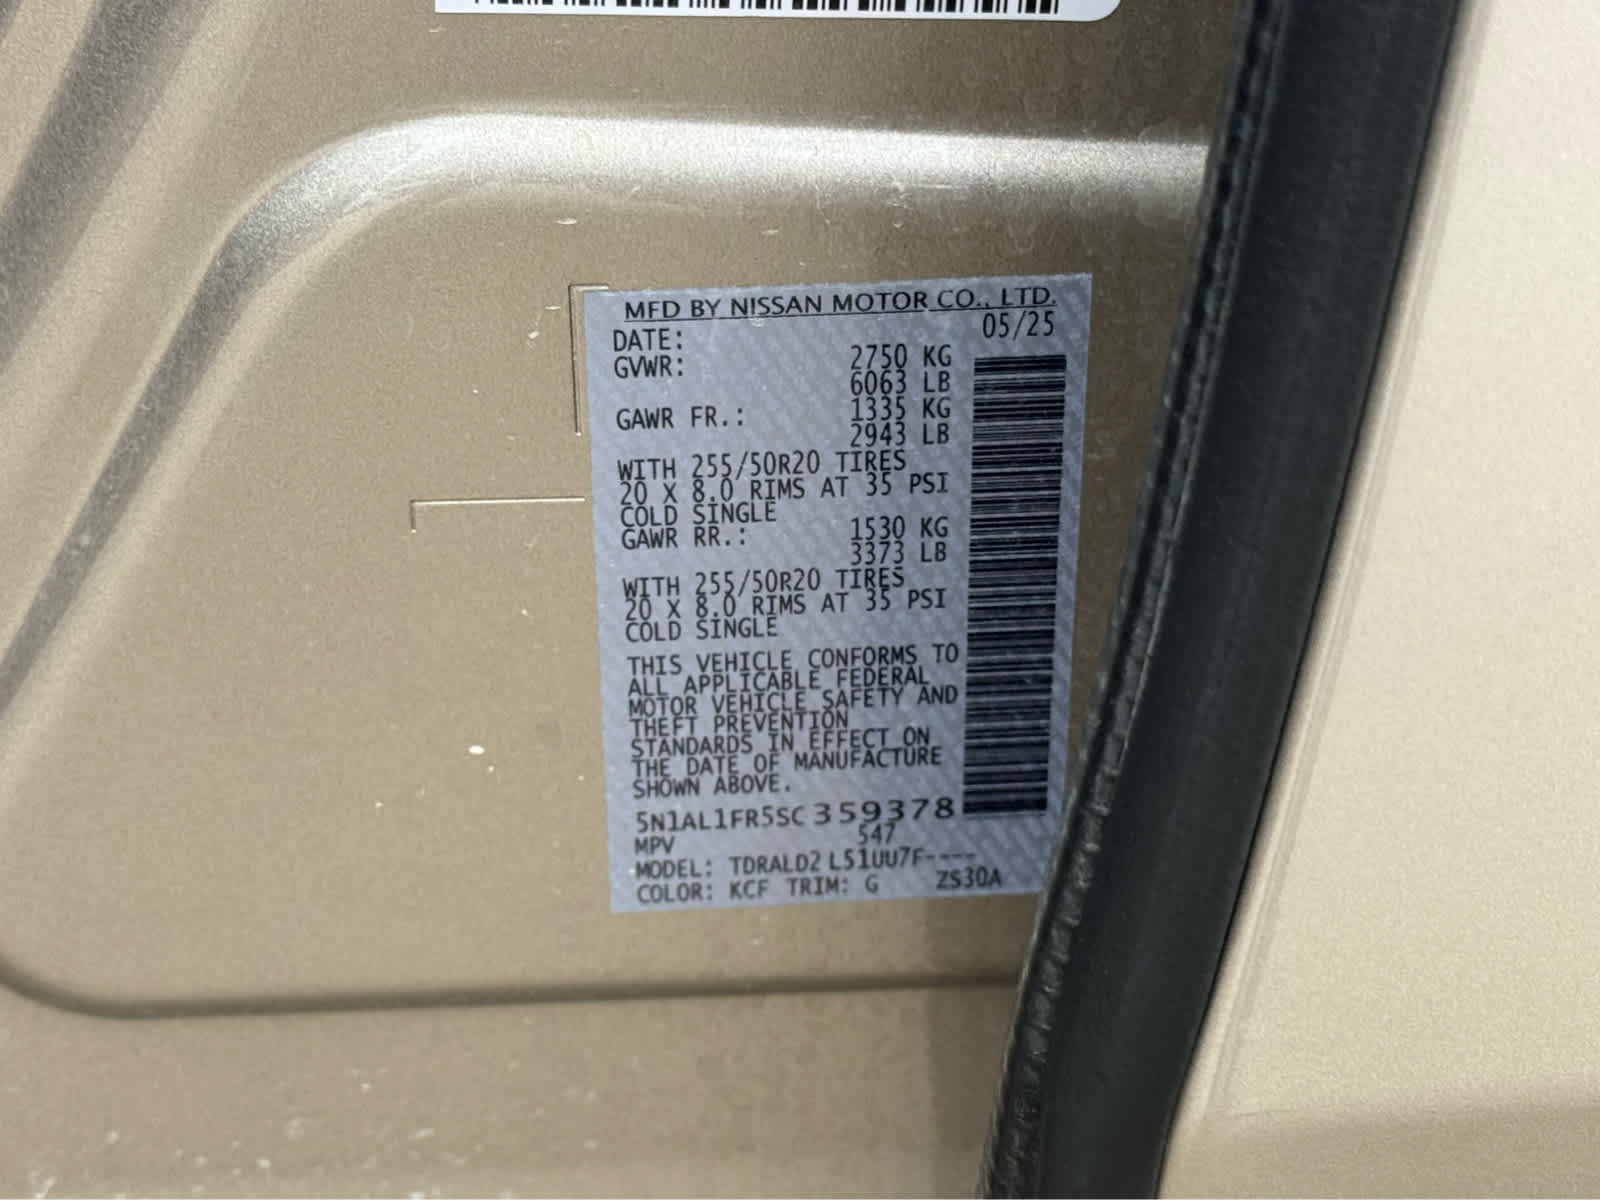 MFD BY NISSAN MOTOR CO., LTD.
DATE: 05/25
GVWR: 2750 KG
6063 LB
GAWR FR.: 1335 KG
2943 LB
WITH 255/50R20 TIRES
20 X 8.0 RIMS AT 35 PSI
COLD SINGLE
GAWR RR.: 1530 KG
3373 LB
WITH 255/50R20 TIRES
20 X 8.0 RIMS AT 35 PSI
COLD SINGLE
THIS VEHICLE CONFORMS TO
ALL APPLICABLE FEDERAL
MOTOR VEHICLE SAFETY AND
THEFT PREVENTION
STANDARDS IN EFFECT ON
THE DATE OF MANUFACTURE
SHOWN ABOVE.
5N1AL1FR5SC359378
MPV 547
MODEL: TDRALD2 L51UU7F----
COLOR: KCF TRIM: G ZS30A